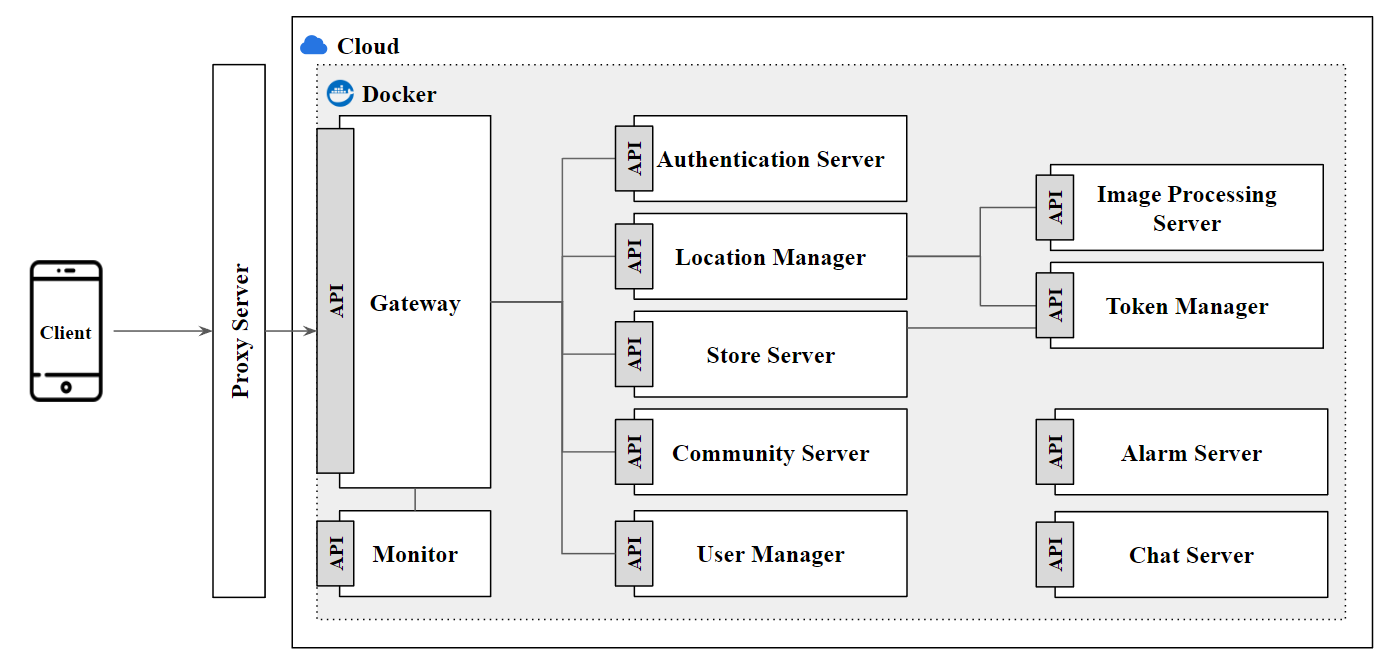 Cloud
Docker
Client
Proxy Server
API
Gateway
API
Monitor
API
Authentication Server
API
Location Manager
API
Store Server
API
Community Server
API
User Manager
API
Image Processing
Server
API
Token Manager
API
Alarm Server
API
Chat Server